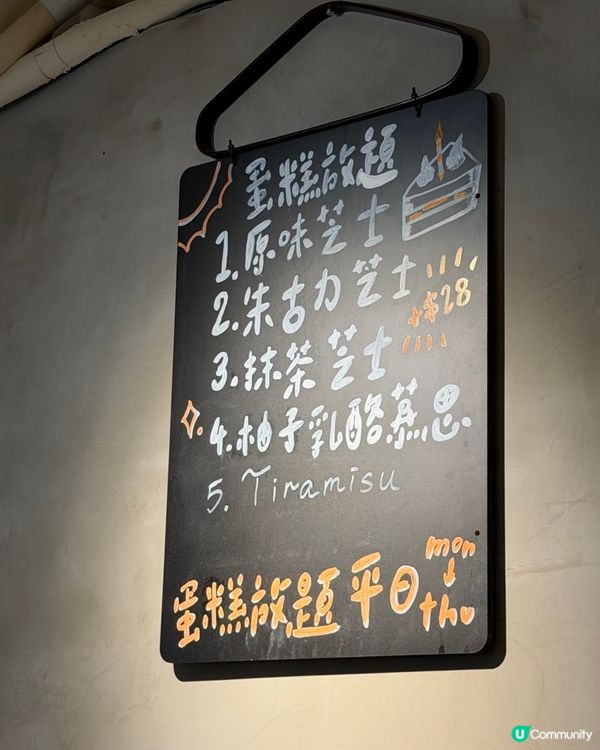 蛋糕放題
1.原味芝士
2.朱古力芝士
+$28
3.抹茶芝士
4.柚子乳酪慕思
5. Tiramisu
蛋糕放題平日 mon
↓
thu
U Community